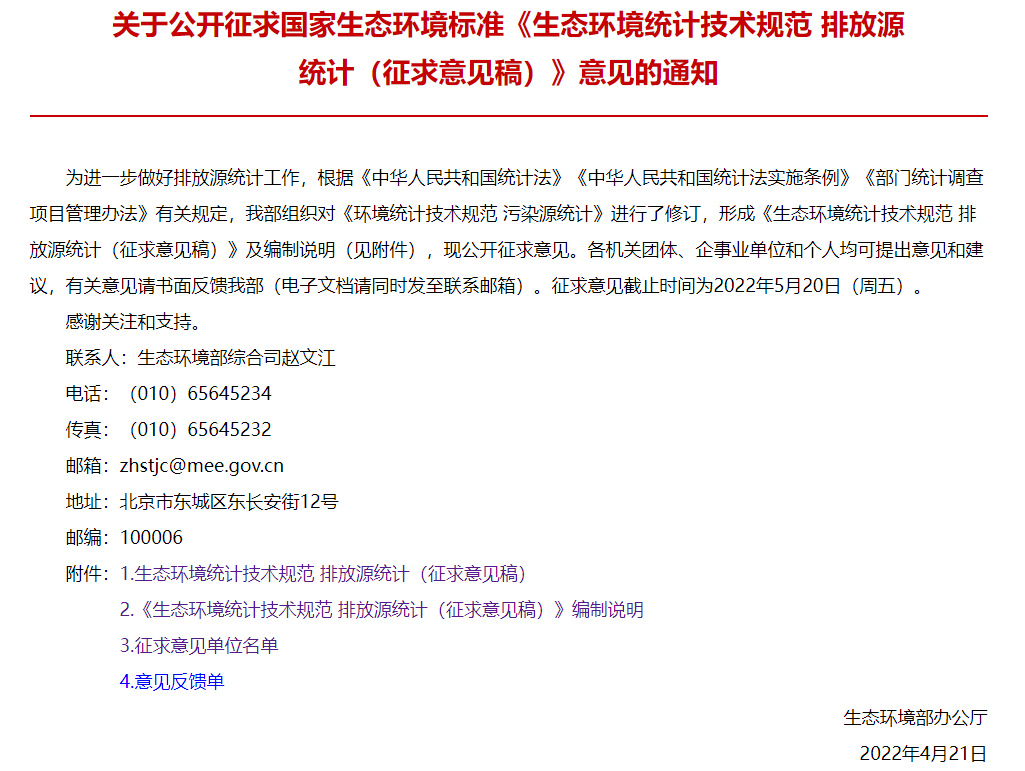 关于公开征求国家生态环境标准《生态环境统计技术规范 排放源
统计（征求意见稿）》意见的通知
为进一步做好排放源统计工作，根据《中华人民共和国统计法》《中华人民共和国统计法实施条例》《部门统计调查
项目管理办法》有关规定，我部组织对《环境统计技术规范 污染源统计》进行了修订，形成《生态环境统计技术规范 排
放源统计（征求意见稿）》及编制说明（见附件），现公开征求意见。各机关团体、企事业单位和个人均可提出意见和建
议，有关意见请书面反馈我部（电子文档请同时发至联系邮箱）。征求意见截止时间为2022年5月20日（周五）。
感谢关注和支持。
联系人：生态环境部综合司赵文江
电话：（010）65645234
传真：（010）65645232
邮箱：zhstjc@mee.gov.cn
地址：北京市东城区东长安街12号
邮编：100006
附件：1.生态环境统计技术规范 排放源统计（征求意见稿）
2.《生态环境统计技术规范 排放源统计（征求意见稿）》编制说明
3.征求意见单位名单
4.意见反馈单
生态环境部办公厅
2022年4月21日